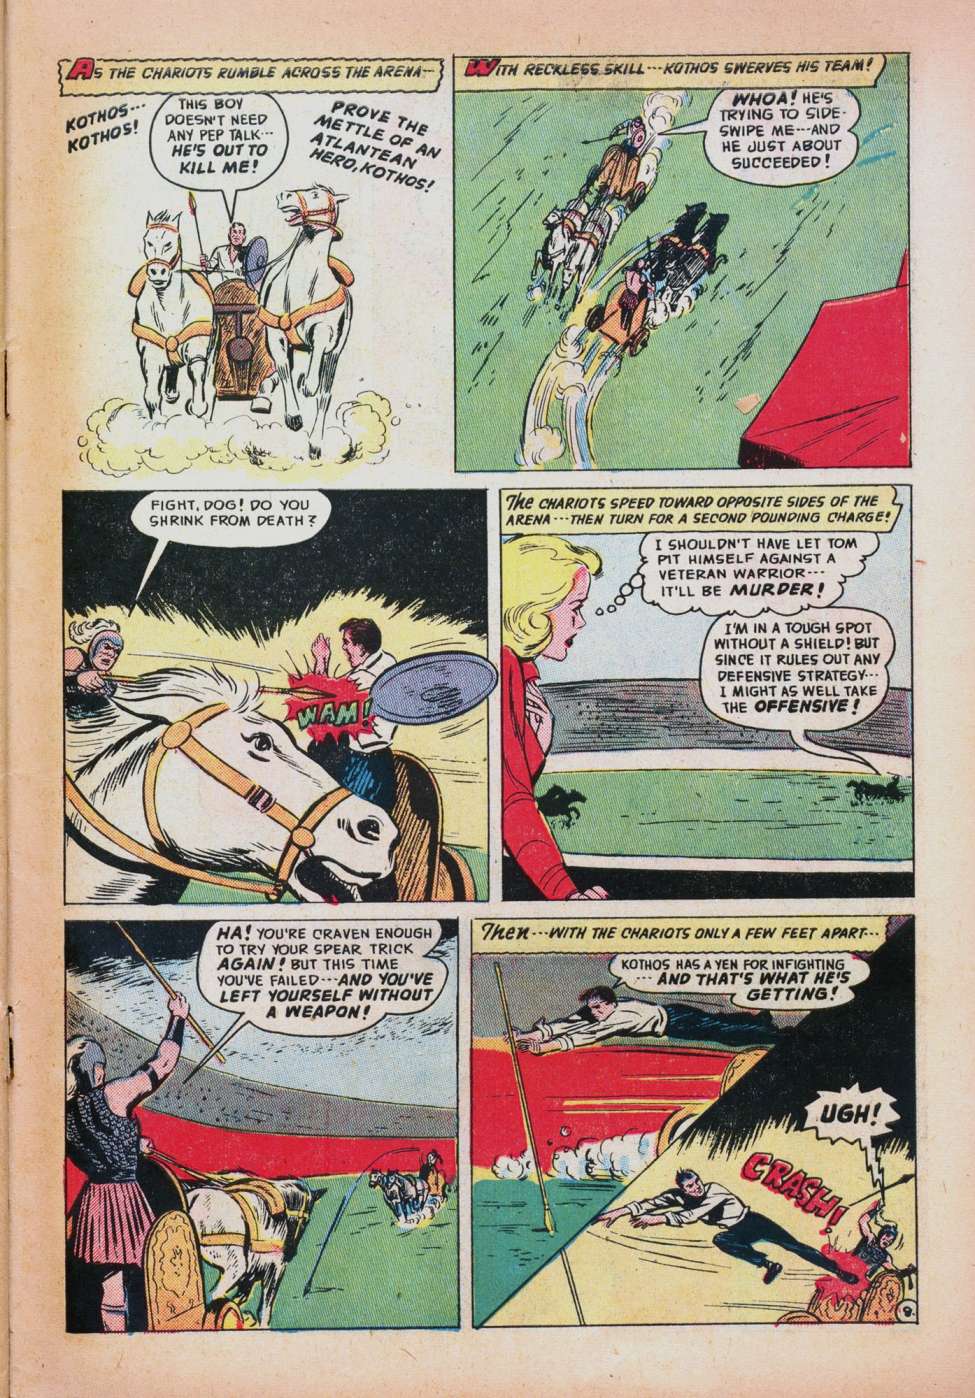 AS THE CHARIOTS RUMBLE ACROSS THE ARENA--
KOTHOS---
KOTHOS!
THIS BOY
DOESN'T NEED
ANY PEP TALK---
HE'S OUT TO
KILL ME!
PROVE THE
METTLE OF AN
ATLANTEAN
HERO, KOTHOS!
WITH RECKLESS SKILL---KOTHOS SWERVES HIS TEAM!
WHOA! HE'S
TRYING TO SIDE-
SWIPE ME---AND
HE JUST ABOUT
SUCCEEDED!
FIGHT, DOG! DO YOU
SHRINK FROM DEATH?
WAM!
The CHARIOTS SPEED TOWARD OPPOSITE SIDES OF THE
ARENA---THEN TURN FOR A SECOND POUNDING CHARGE!
I SHOULDN'T HAVE LET TOM
PIT HIMSELF AGAINST A
VETERAN WARRIOR---
IT'LL BE MURDER!
I'M IN A TOUGH SPOT
WITHOUT A SHIELD! BUT
SINCE IT RULES OUT ANY
DEFENSIVE STRATEGY---
I MIGHT AS WELL TAKE
THE OFFENSIVE!
HA! YOU'RE CRAVEN ENOUGH
TO TRY YOUR SPEAR TRICK
AGAIN! BUT THIS TIME
YOU'VE FAILED---AND YOU'VE
LEFT YOURSELF WITHOUT
A WEAPON!
Then---WITH THE CHARIOTS ONLY A FEW FEET APART---
KOTHOS HAS A YEN FOR INFIGHTING
---AND THAT'S WHAT HE'S
GETTING!
UGH!
CRASH!
9.